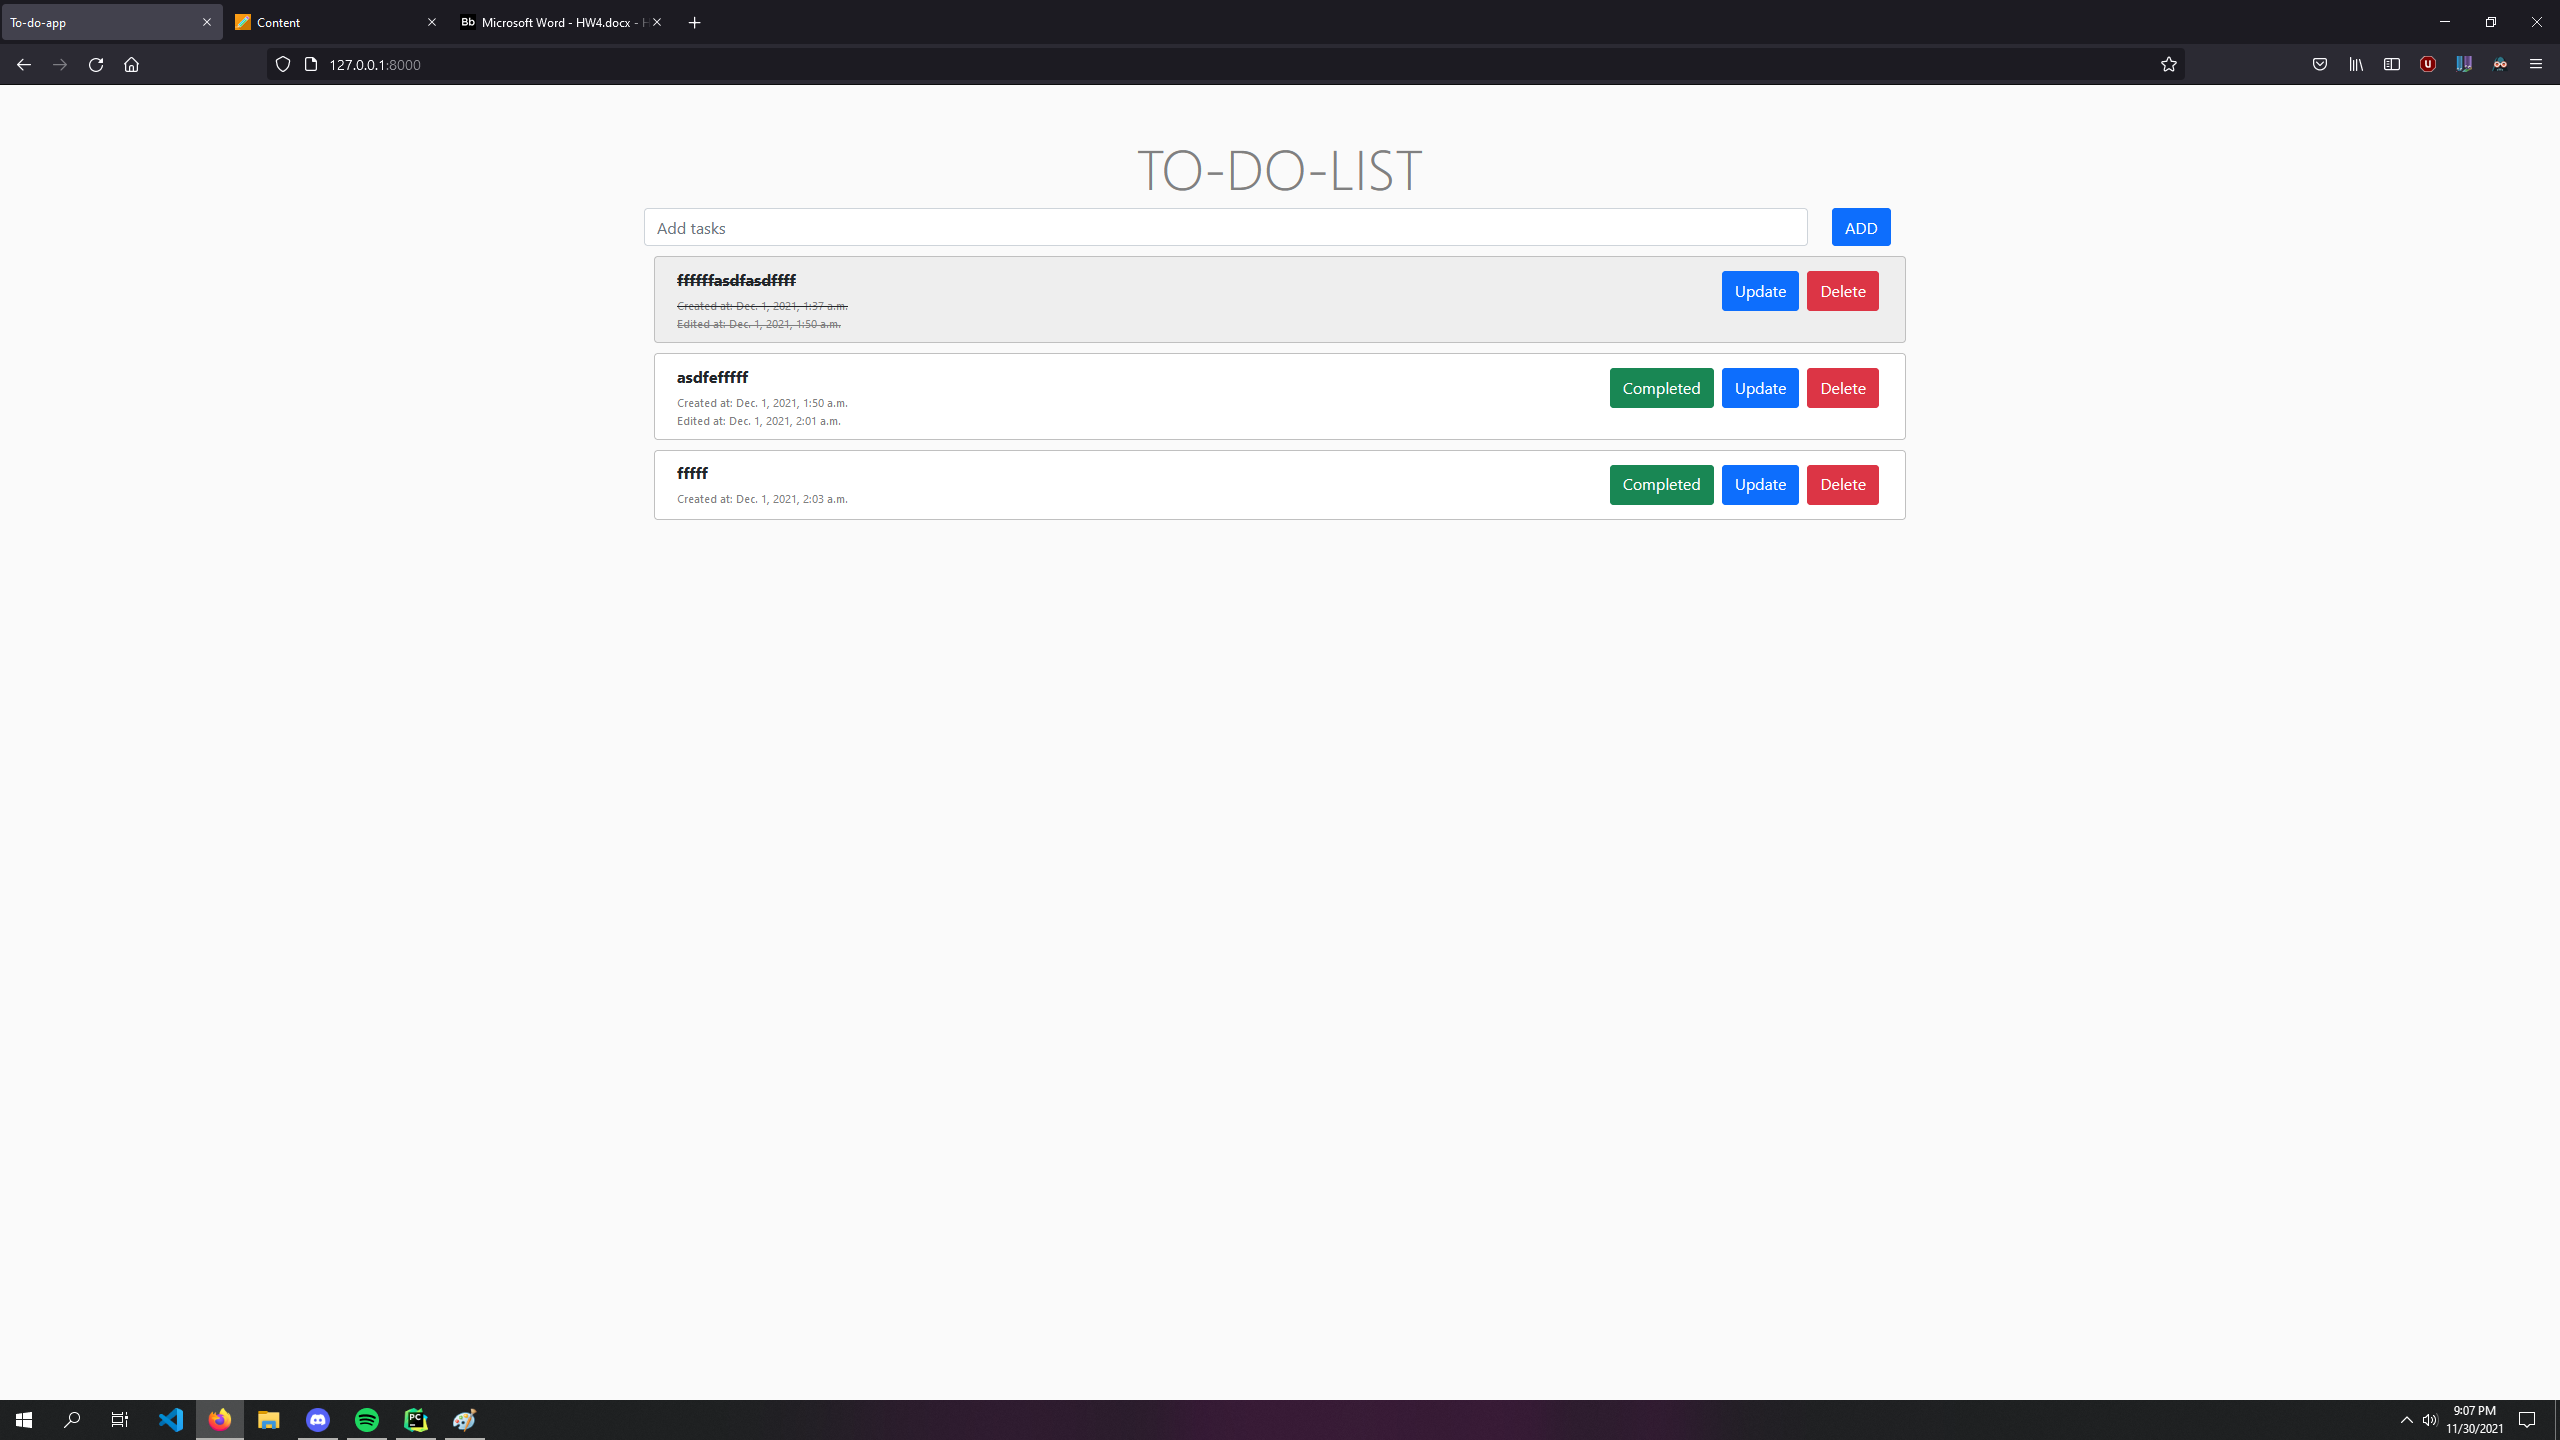 To-do-app
Content
Bb Microsoft Word - HW4.docx - H
127.0.0.1:8000
TO-DO-LIST
Add tasks
ADD
ffffffasdfasdffff
Update
Delete
Created at: Dec. 1, 2021, 1:37 a.m.
Edited at: Dec. 1, 2021, 1:50 a.m.
asdfefffff
Completed
Update
Delete
Created at: Dec. 1, 2021, 1:50 a.m.
Edited at: Dec. 1, 2021, 2:01 a.m.
fffff
Completed
Update
Delete
Created at: Dec. 1, 2021, 2:03 a.m.
PC
9:07 PM
11/30/2021